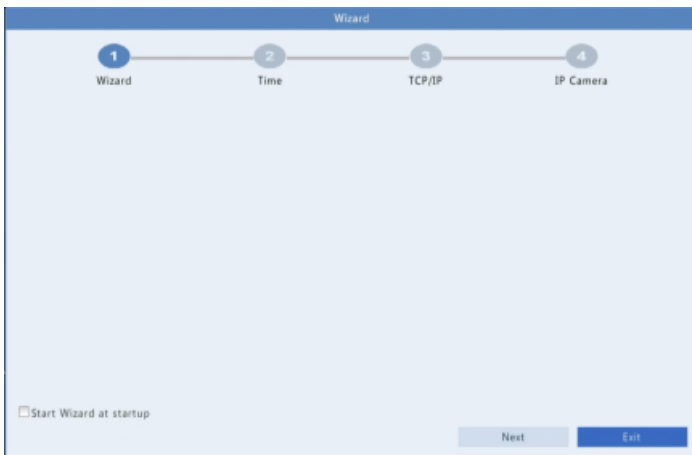 Wizard
1 2 3 4
Wizard Time TCP/IP IP Camera
Start Wizard at startup
Next Exit